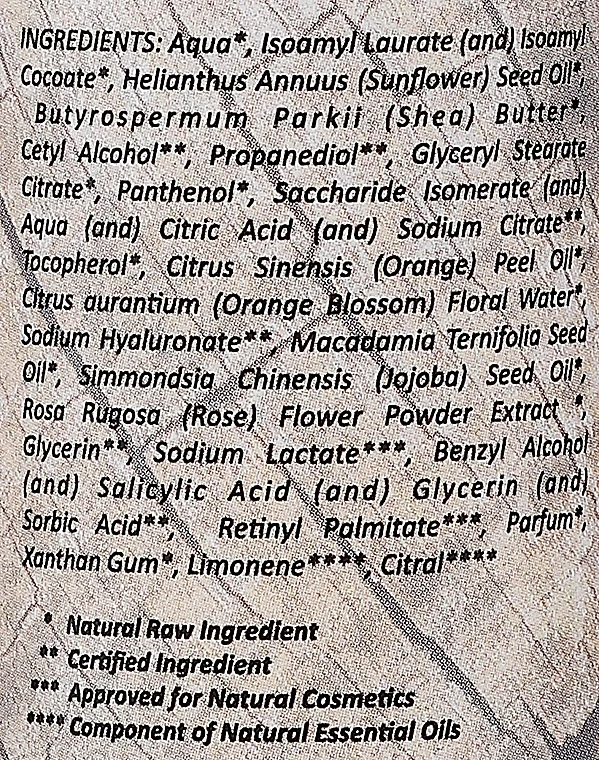 INGREDIENTS: Aqua*, Isoamyl Laurate (and) Isoamyl
Cocoate*, Helianthus Annuus (Sunflower) Seed Oil*,
Butyrospermum Parkii (Shea) Butter*,
Cetyl Alcohol**, Propanediol**, Glyceryl Stearate
Citrate*, Panthenol*, Saccharide Isomerate (and)
Aqua (and) Citric Acid (and) Sodium Citrate**,
Tocopherol*, Citrus Sinensis (Orange) Peel Oil*,
Citrus aurantium (Orange Blossom) Floral Water*,
Sodium Hyaluronate**, Macadamia Ternifolia Seed
Oil*, Simmondsia Chinensis (Jojoba) Seed Oil*,
Rosa Rugosa (Rose) Flower Powder Extract *,
Glycerin**, Sodium Lactate***, Benzyl Alcohol
(and) Salicylic Acid (and) Glycerin (and)
Sorbic Acid**, Retinyl Palmitate***, Parfum*,
Xanthan Gum*, Limonene****, Citral****
* Natural Raw Ingredient
** Certified Ingredient
*** Approved for Natural Cosmetics
**** Component of Natural Essential Oils